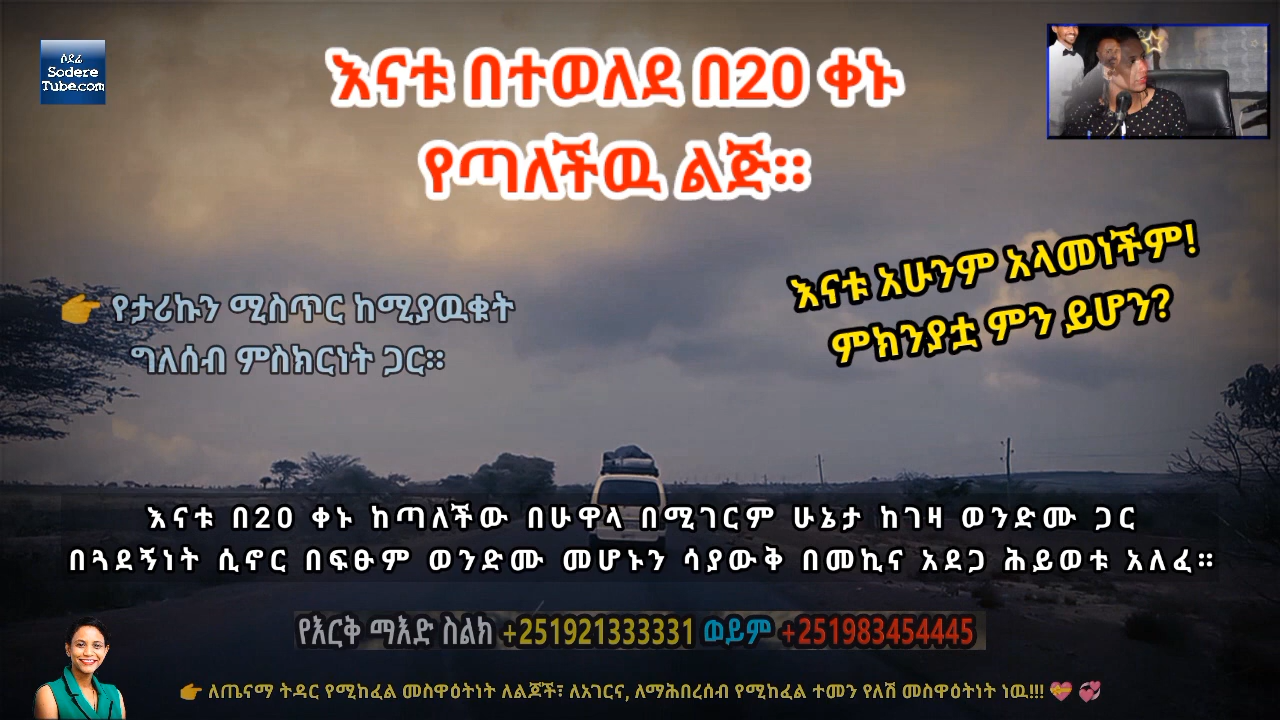 ሶደሬ
Sodere
Tube.com
እናቱ በተወለደ በ20 ቀኑ
የጣለችዉ ልጅ።
እናቱ አሁንም አላመነችም!
ምክንያቷ ምን ይሆን?
👉 የታሪኩን ሚስጥር ከሚያዉቁት
ግለሰብ ምስክርነት ጋር።
እናቱ በ20 ቀኑ ከጣለችው በሁዋላ በሚገርም ሁኔታ ከገዛ ወንድሙ ጋር
በጓደኝነት ሲኖር በፍፁም ወንድሙ መሆኑን ሳያውቅ በመኪና አደጋ ሕይወቱ አለፈ።
የእርቅ ማእድ ስልክ +251921333331 ወይም +251983454445
👉 ለጤናማ ትዳር የሚከፈል መስዋዕትነት ለልጆች፣ ለአገርና, ለማሕበረሰብ የሚከፈል ተመን የለሽ መስዋዕትነት ነዉ!!! 💝 💞